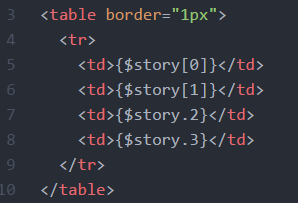 3 <table border="1px">
4 <tr>
5 <td>{$story[0]}</td>
6 <td>{$story[1]}</td>
7 <td>{$story.2}</td>
8 <td>{$story.3}</td>
9 </tr>
10 </table>